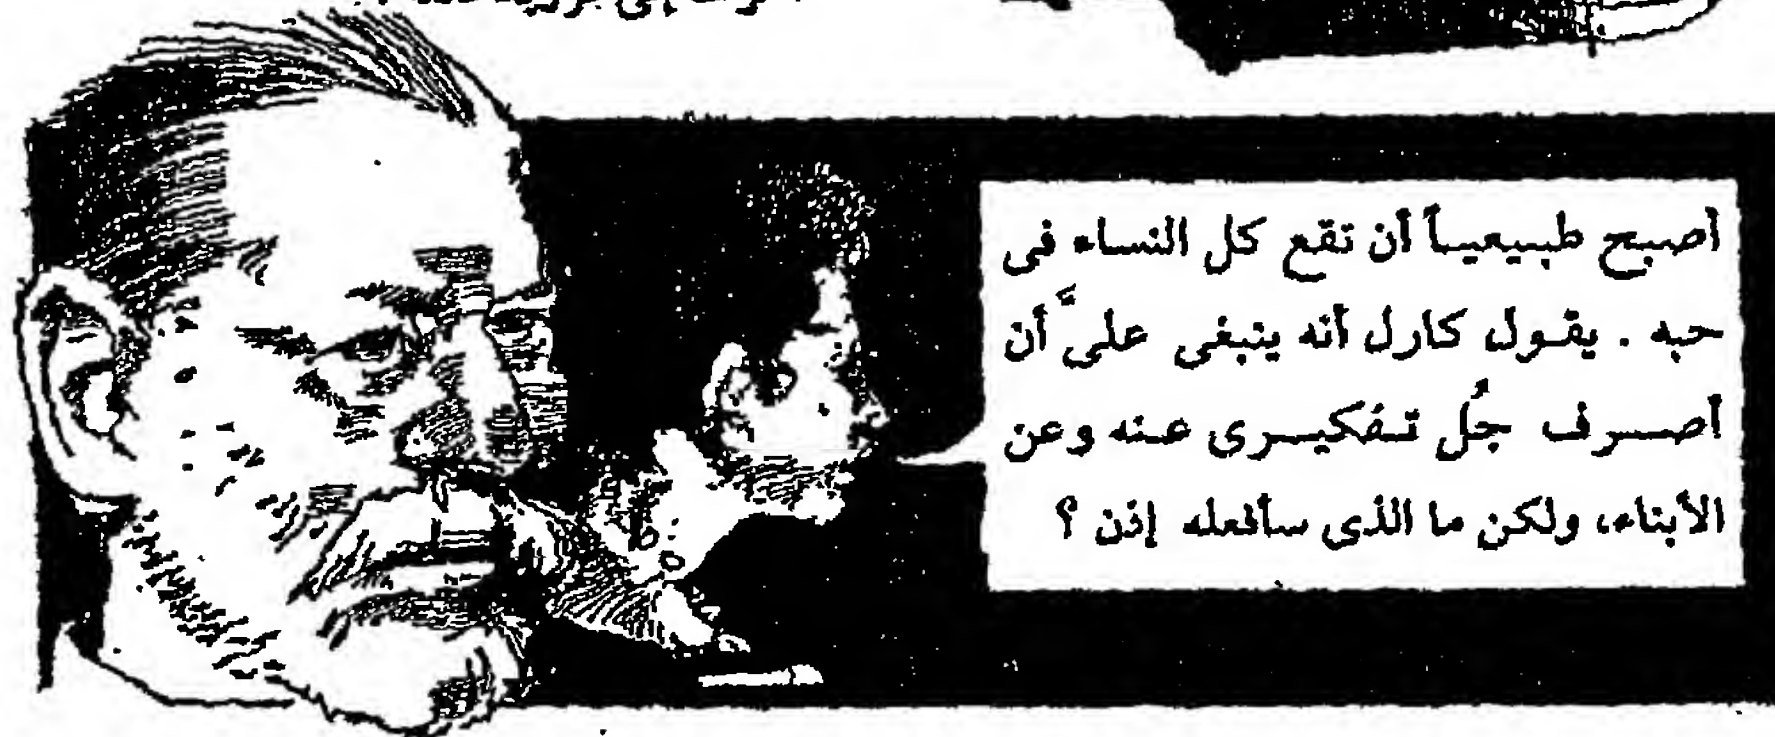 إلى
أصبح طبيعياً أن تقع كل النساء فى
حبه . يقول كارل أنه ينبغى علىَّ أن
أصرف جُل تفكيرى عنه وعن
الأبناء، ولكن ما الذى سأفعله إذن ؟